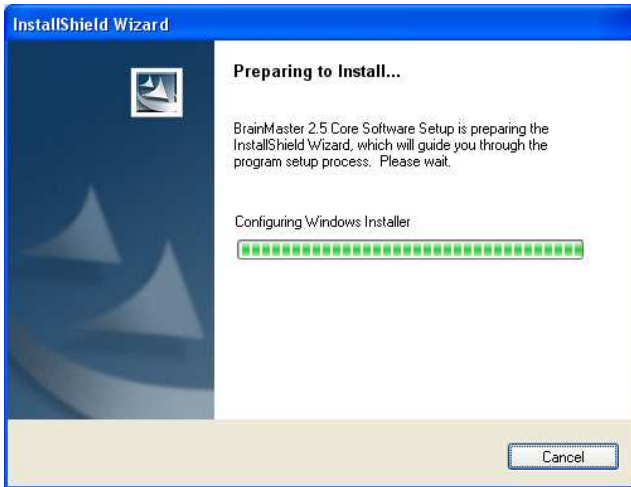 InstallShield Wizard
Preparing to Install...
BrainMaster 2.5 Core Software Setup is preparing the
InstallShield Wizard, which will guide you through the
program setup process.  Please wait.
Configuring Windows Installer
Cancel